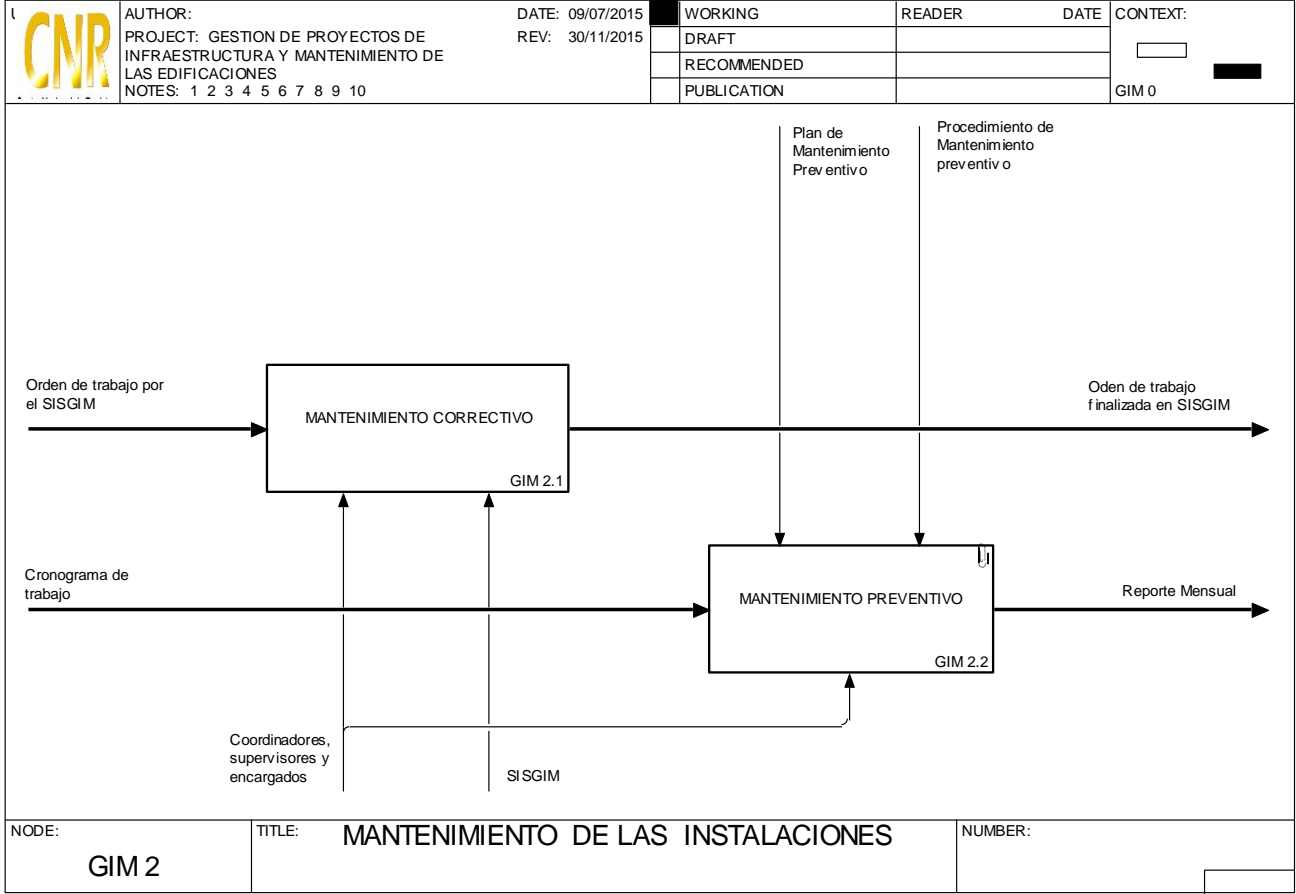 CNR
AUTHOR:
DATE: 09/07/2015
PROJECT: GESTION DE PROYECTOS DE
INFRAESTRUCTURA Y MANTENIMIENTO DE
LAS EDIFICACIONES
REV: 30/11/2015
NOTES: 1 2 3 4 5 6 7 8 9 10
WORKING
DRAFT
RECOMMENDED
PUBLICATION
READER DATE
CONTEXT:
GIM 0
Plan de
Mantenimiento
Preventivo
Procedimiento de
Mantenimiento
preventivo
Orden de trabajo por
el SISGIM
MANTENIMIENTO CORRECTIVO
GIM 2.1
Oden de trabajo
finalizada en SISGIM
Cronograma de
trabajo
MANTENIMIENTO PREVENTIVO
GIM 2.2
Reporte Mensual
Coordinadores,
supervisores y
encargados
SISGIM
NODE:
GIM 2
TITLE:
MANTENIMIENTO DE LAS INSTALACIONES
NUMBER: